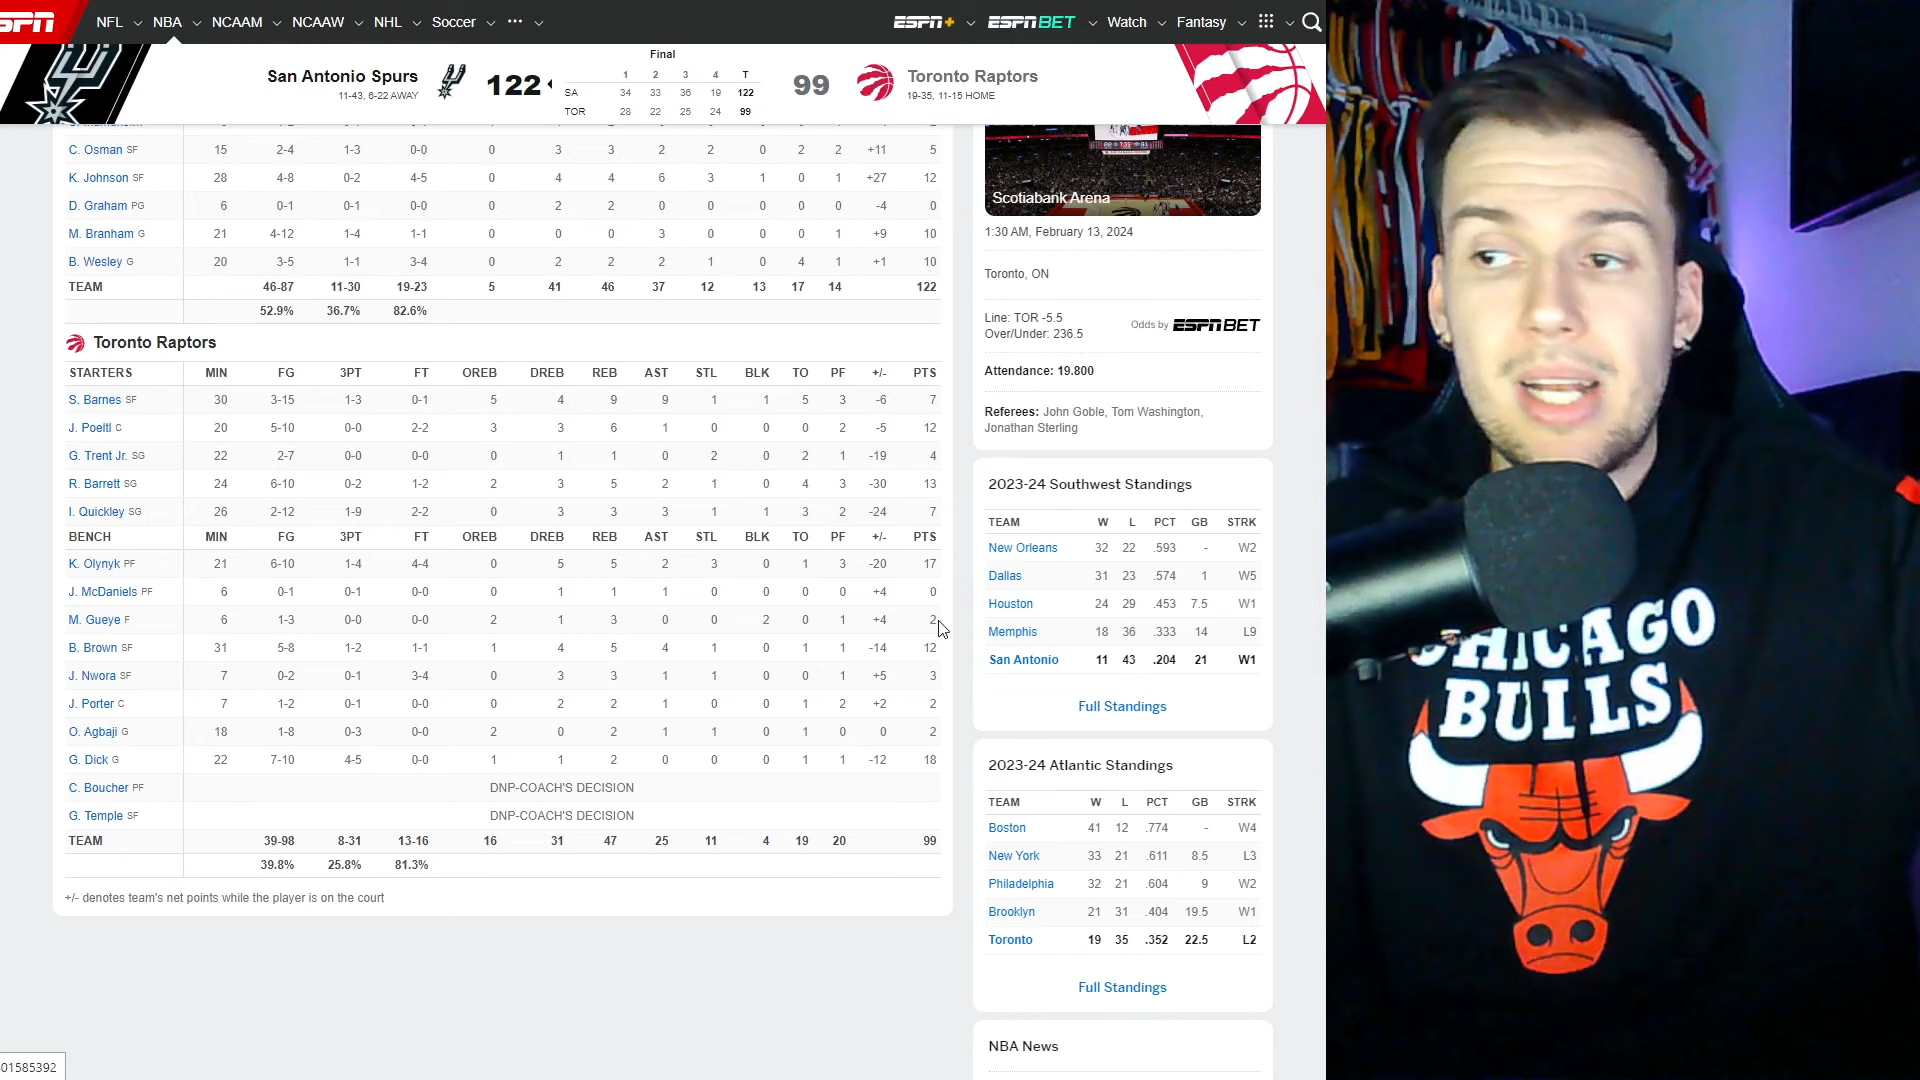 ESPN NFL NBA NCAAM NCAAW NHL Soccer ESPN+ ESPN BET Watch Fantasy
Final
San Antonio Spurs 122 99 Toronto Raptors
11-43, 6-22 AWAY 19-35, 11-15 HOME
1 2 3 4 T
SA 34 33 36 19 122
TOR 28 22 25 24 99
C. Osman SF 15 2-4 1-3 0-0 0 3 3 2 2 0 2 2 +11 5
K. Johnson SF 28 4-8 0-2 4-5 0 4 4 6 3 1 0 1 +27 12
D. Graham PG 6 0-1 0-1 0-0 0 2 2 0 0 0 0 0 -4 0
M. Branham G 21 4-12 1-4 1-1 0 0 0 3 0 0 0 1 +9 10
B. Wesley G 20 3-5 1-1 3-4 0 2 2 2 1 0 4 1 +1 10
TEAM 46-87 11-30 19-23 5 41 46 37 12 13 17 14 122
52.9% 36.7% 82.6%
Toronto Raptors
STARTERS MIN FG 3PT FT OREB DREB REB AST STL BLK TO PF +/- PTS
S. Barnes SF 30 3-15 1-3 0-1 5 4 9 9 1 1 5 3 -6 7
J. Poeltl C 20 5-10 0-0 2-2 3 3 6 1 0 0 0 2 -5 12
G. Trent Jr. SG 22 2-7 0-0 0-0 0 1 1 0 2 0 2 1 -19 4
R. Barrett SG 24 6-10 0-2 1-2 2 3 5 2 1 0 4 3 -30 13
I. Quickley SG 26 2-12 1-9 2-2 0 3 3 3 1 1 3 2 -24 7
BENCH MIN FG 3PT FT OREB DREB REB AST STL BLK TO PF +/- PTS
K. Olynyk PF 21 6-10 1-4 4-4 0 5 5 2 3 0 1 3 -20 17
J. McDaniels PF 6 0-1 0-1 0-0 0 1 1 1 0 0 0 0 +4 0
M. Gueye F 6 1-3 0-0 0-0 2 1 3 0 0 2 0 1 +4 2
B. Brown SF 31 5-8 1-2 1-1 1 4 5 4 1 0 1 1 -14 12
J. Nwora SF 7 0-2 0-1 3-4 0 3 3 1 1 0 0 1 +5 3
J. Porter C 7 1-2 0-1 0-0 0 2 2 1 0 0 1 2 +2 2
O. Agbaji G 18 1-8 0-3 0-0 2 0 2 1 1 0 1 0 0 2
G. Dick G 22 7-10 4-5 0-0 1 1 2 0 0 0 1 1 -12 18
C. Boucher PF DNP-COACH'S DECISION
G. Temple SF DNP-COACH'S DECISION
TEAM 39-98 8-31 13-16 16 31 47 25 11 4 19 20 99
39.8% 25.8% 81.3%
+/- denotes team's net points while the player is on the court
01585392
Scotiabank Arena
1:30 AM, February 13, 2024
Toronto, ON
Line: TOR -5.5
Over/Under: 236.5
Odds by ESPN BET
Attendance: 19.800
Referees: John Goble, Tom Washington,
Jonathan Sterling
2023-24 Southwest Standings
TEAM W L PCT GB STRK
New Orleans 32 22 .593 - W2
Dallas 31 23 .574 1 W5
Houston 24 29 .453 7.5 W1
Memphis 18 36 .333 14 L9
San Antonio 11 43 .204 21 W1
Full Standings
2023-24 Atlantic Standings
TEAM W L PCT GB STRK
Boston 41 12 .774 - W4
New York 33 21 .611 8.5 L3
Philadelphia 32 21 .604 9 W2
Brooklyn 21 31 .404 19.5 W1
Toronto 19 35 .352 22.5 L2
Full Standings
NBA News
CHICAGO
BULLS